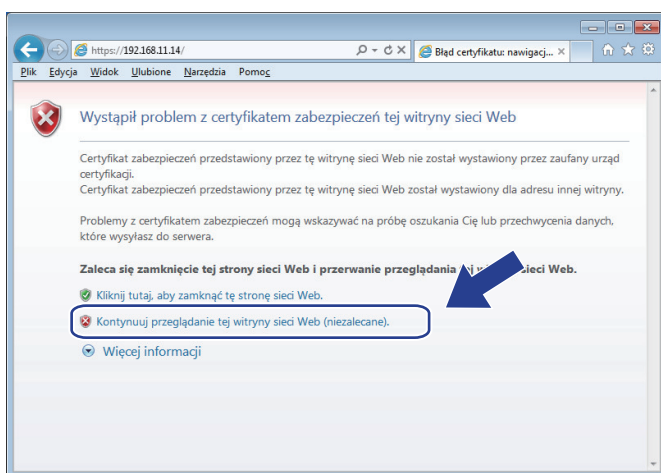 https://192.168.11.14/
Błąd certyfikatu: nawigacj...
Plik Edycja Widok Ulubione Narzędzia Pomoc
Wystąpił problem z certyfikatem zabezpieczeń tej witryny sieci Web
Certyfikat zabezpieczeń przedstawiony przez tę witrynę sieci Web nie został wystawiony przez zaufany urząd
certyfikacji.
Certyfikat zabezpieczeń przedstawiony przez tę witrynę sieci Web został wystawiony dla adresu innej witryny.
Problemy z certyfikatem zabezpieczeń mogą wskazywać na próbę oszukania Cię lub przechwycenia danych,
które wysyłasz do serwera.
Zaleca się zamknięcie tej strony sieci Web i przerwanie przeglądania sieci Web.
Kliknij tutaj, aby zamknąć tę stronę sieci Web.
Kontynuuj przeglądanie tej witryny sieci Web (niezalecane).
Więcej informacji